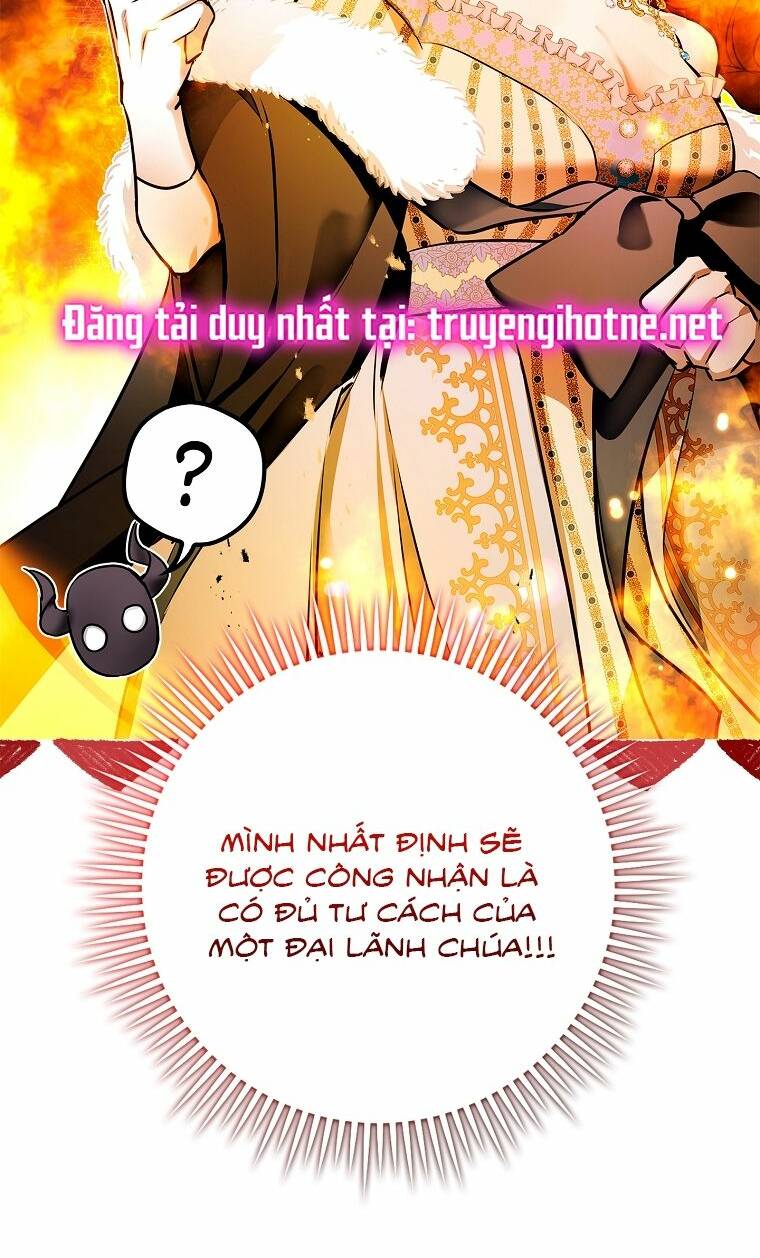 Đăng tải duy nhất tại: truyengihotne.net
?
MÌNH NHẤT ĐỊNH SẼ
ĐƯỢC CÔNG NHẬN LÀ
CÓ ĐỦ TƯ CÁCH CỦA
MỘT ĐẠI LÃNH CHÚA!!!